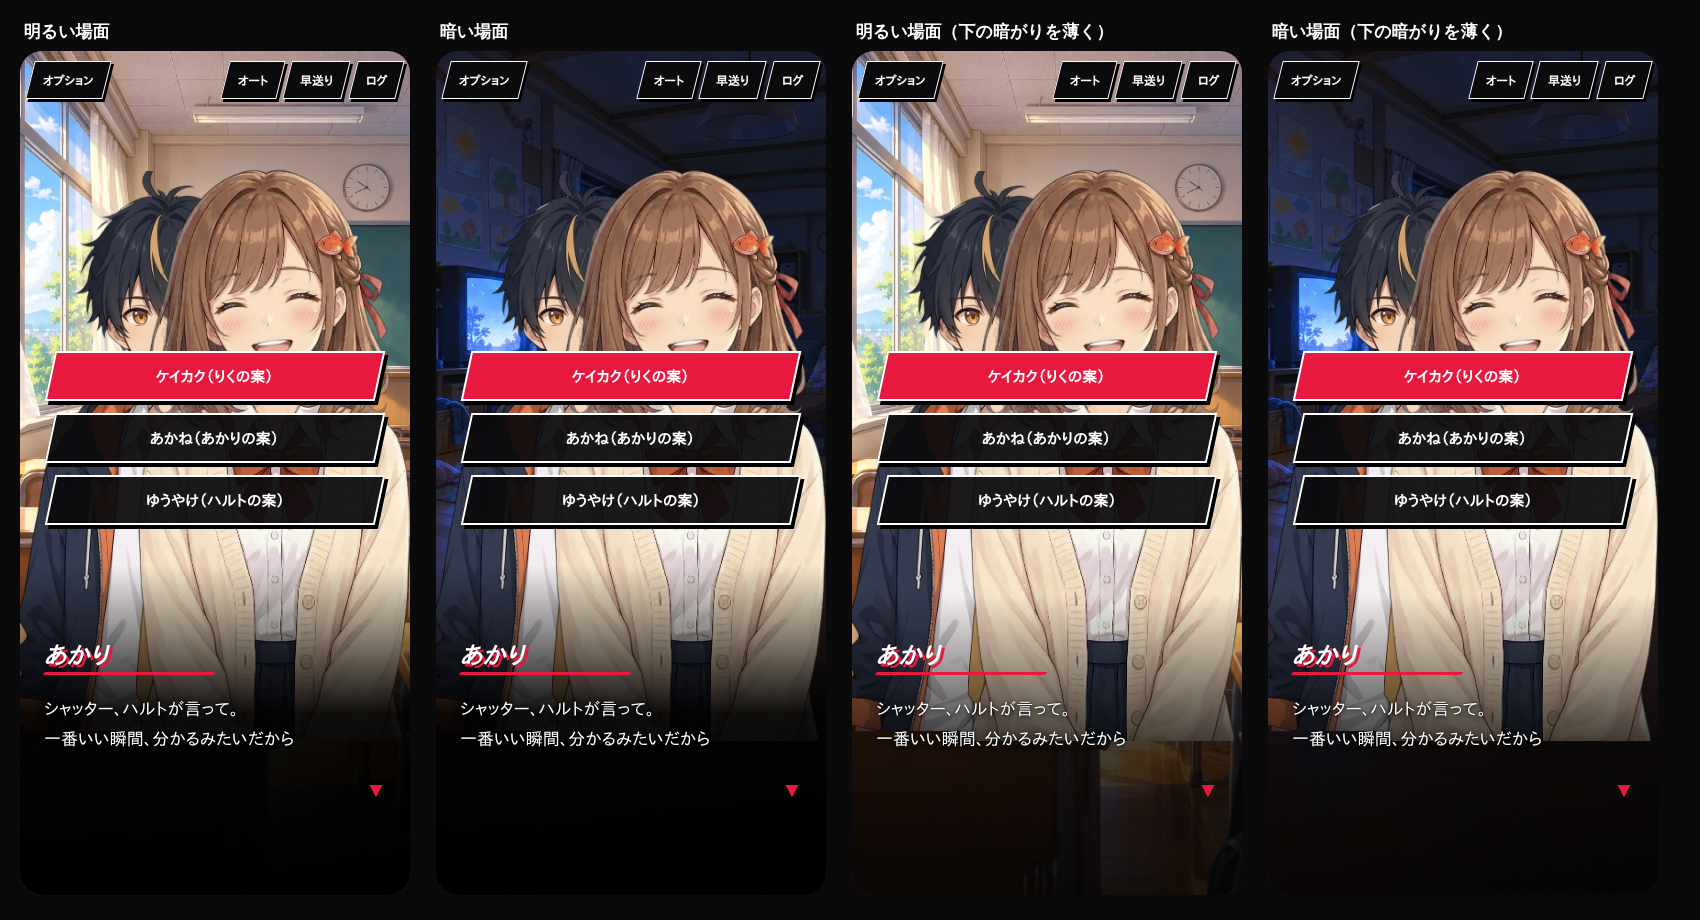 明るい場面
オプション
オート
早送り
ログ
ケイカク(りくの案)
あかね(あかりの案)
ゆうやけ(ハルトの案)
あかり
シャッター、ハルトが言って。
一番いい瞬間、分かるみたいだから
暗い場面
オプション
オート
早送り
ログ
ケイカク(りくの案)
あかね(あかりの案)
ゆうやけ(ハルトの案)
あかり
シャッター、ハルトが言って。
一番いい瞬間、分かるみたいだから
明るい場面(下の暗がりを薄く)
オプション
オート
早送り
ログ
ケイカク(りくの案)
あかね(あかりの案)
ゆうやけ(ハルトの案)
あかり
シャッター、ハルトが言って。
一番いい瞬間、分かるみたいだから
暗い場面(下の暗がりを薄く)
オプション
オート
早送り
ログ
ケイカク(りくの案)
あかね(あかりの案)
ゆうやけ(ハルトの案)
あかり
シャッター、ハルトが言って。
一番いい瞬間、分かるみたいだから